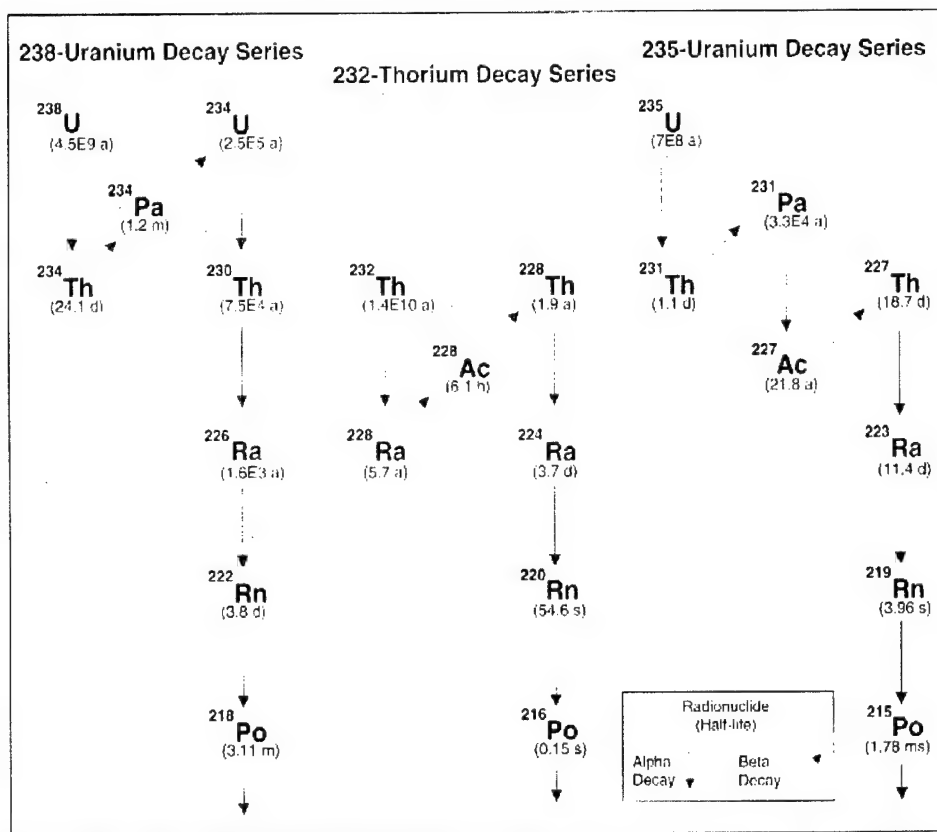 238-Uranium Decay Series
232-Thorium Decay Series
235-Uranium Decay Series
238U
(4.5E9 a)
234U
(2.5E5 a)
234Pa
(1.2 m)
234Th
(24.1 d)
230Th
(7.5E4 a)
226Ra
(1.6E3 a)
222Rn
(3.8 d)
218Po
(3.11 m)
232Th
(1.4E10 a)
228Th
(1.9 a)
228Ac
(6.1 h)
228Ra
(5.7 a)
224Ra
(3.7 d)
220Rn
(54.6 s)
216Po
(0.15 s)
235U
(7E8 a)
231Pa
(3.3E4 a)
231Th
(1.1 d)
227Th
(18.7 d)
227Ac
(21.8 a)
223Ra
(11.4 d)
219Rn
(3.96 s)
215Po
(1.78 ms)
Radionuclide
(Half-life)
Alpha
Decay
Beta
Decay